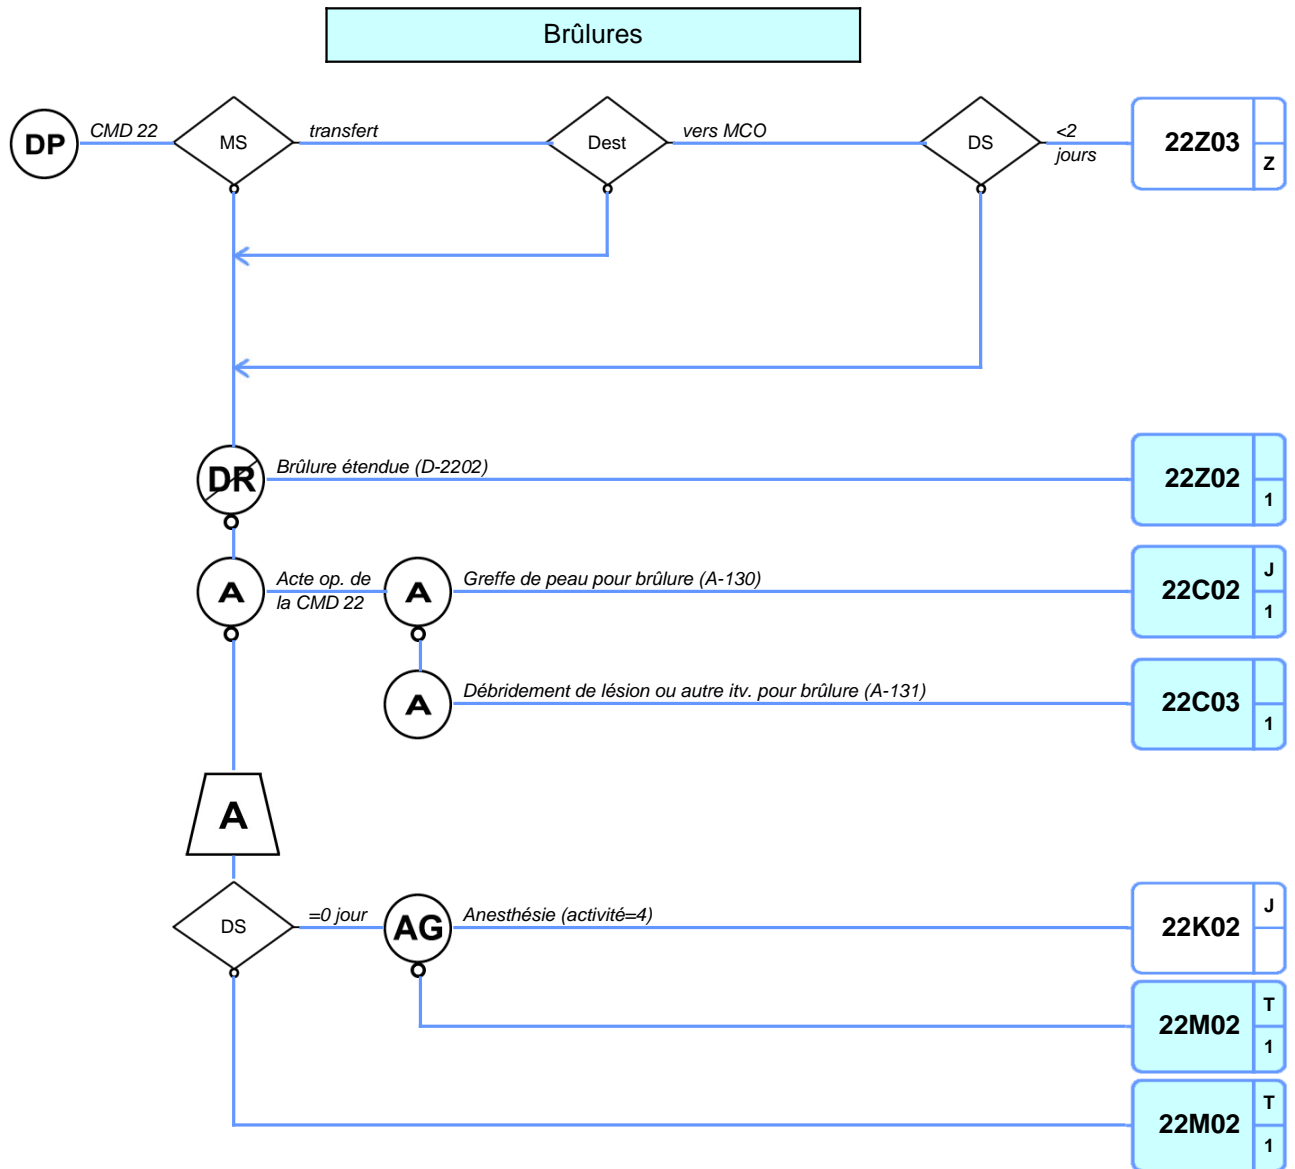 Brûlures
DP
CMD 22
MS
transfert
Dest
vers MCO
DS
<2
jours
22Z03
Z
DR
Brûlure étendue (D-2202)
22Z02
1
A
Acte op. de
la CMD 22
A
Greffe de peau pour brûlure (A-130)
22C02
J
1
A
Débridement de lésion ou autre itv. pour brûlure (A-131)
22C03
1
A
DS
=0 jour
AG
Anesthésie (activité=4)
22K02
J
22M02
T
1
22M02
T
1